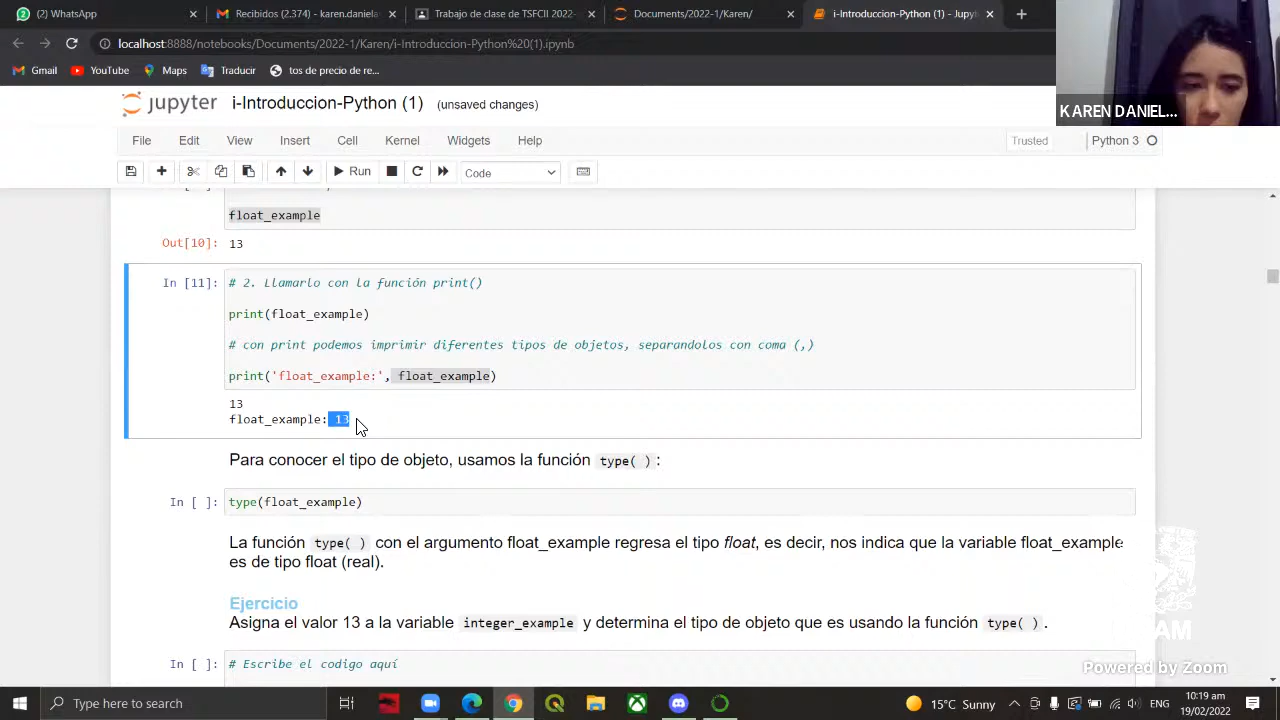 WhatsApp
Recibidos (2.374) - karen.daniela
Trabajo de clase de TSFCII 2022-
Documents/2022-1/Karen/
i-Introduccion-Python (1) - Jupyt
localhost:8888/notebooks/Documents/2022-1/Karen/i-Introduccion-Python%20(1).ipynb
Gmail
YouTube
Maps
Traducir
tos de precio de re...
KAREN DANIEL...
jupyter
i-Introduccion-Python (1)
(unsaved changes)
File Edit View Insert Cell Kernel Widgets Help
Trusted
Python 3
Run
Code
float_example
Out[10]: 13
In [11]: # 2. Llamarlo con la función print()
print(float_example)
# con print podemos imprimir diferentes tipos de objetos, separandolos con coma (,)
print('float_example:', float_example)
13
float_example: 13
Para conocer el tipo de objeto, usamos la función type( ):
In [ ]: type(float_example)
La función type( ) con el argumento float_example regresa el tipo float, es decir, nos indica que la variable float_example
es de tipo float (real).
Ejercicio
Asigna el valor 13 a la variable integer_example y determina el tipo de objeto que es usando la función type( ).
In [ ]: # Escribe el codigo aquí
Powered by Zoom
Type here to search
15°C Sunny
10:19 am
19/02/2022